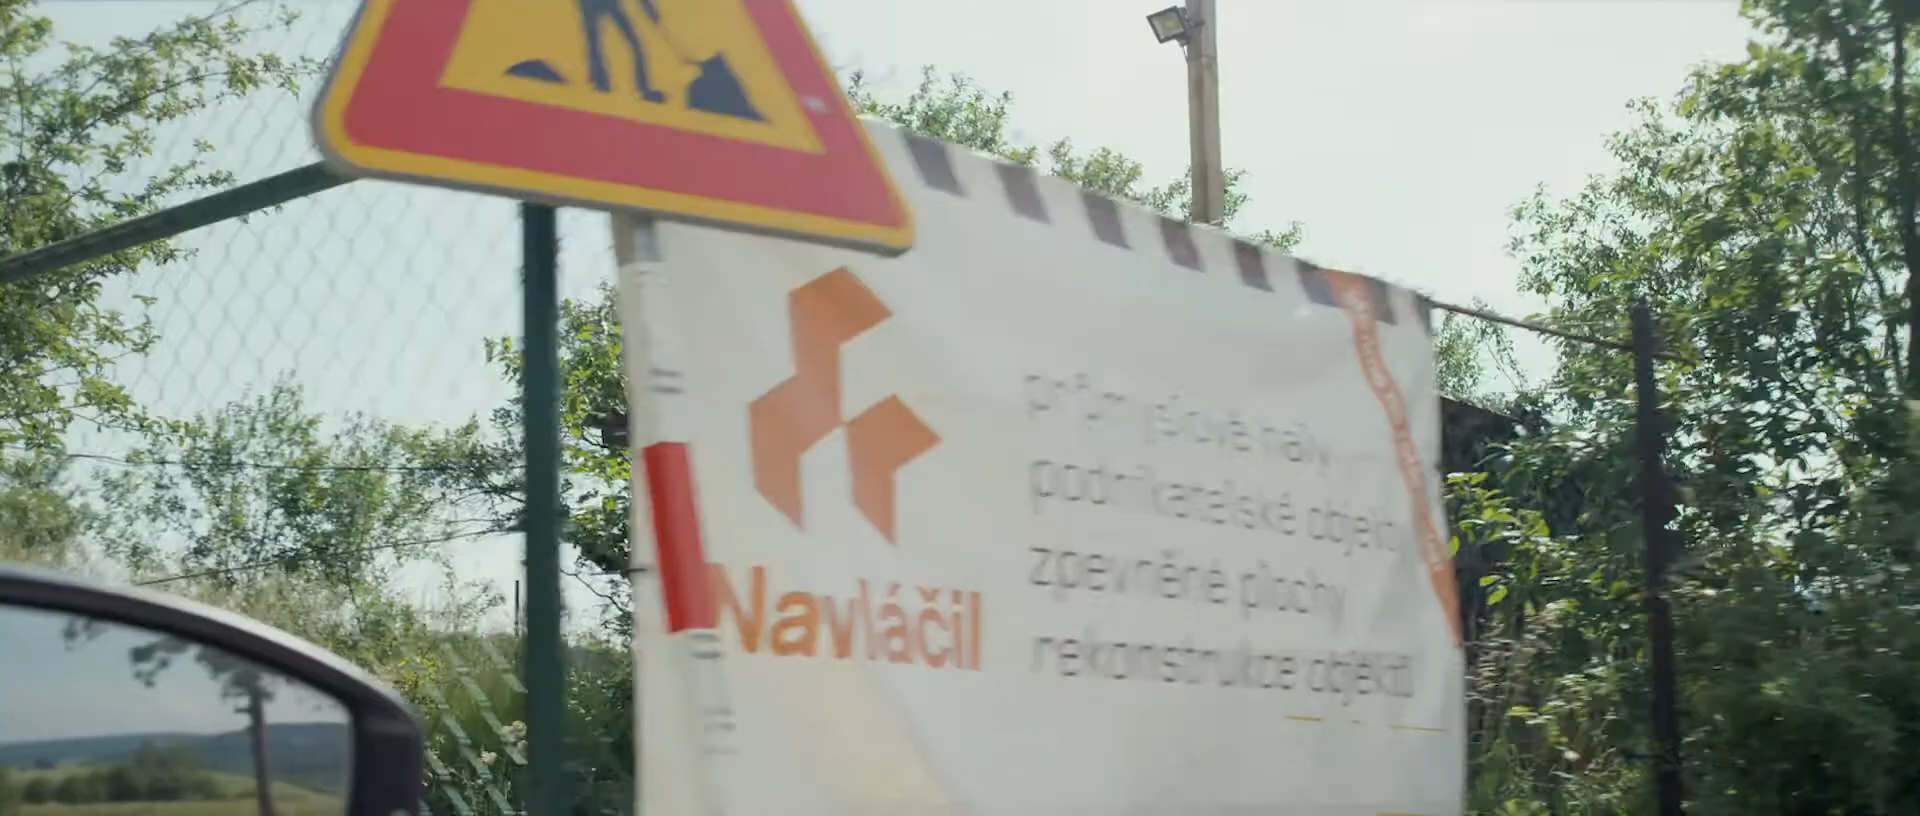 Navláčil
průmyslové haly
podnikatelské objekty
zpevněné plochy
rekonstrukce objektů